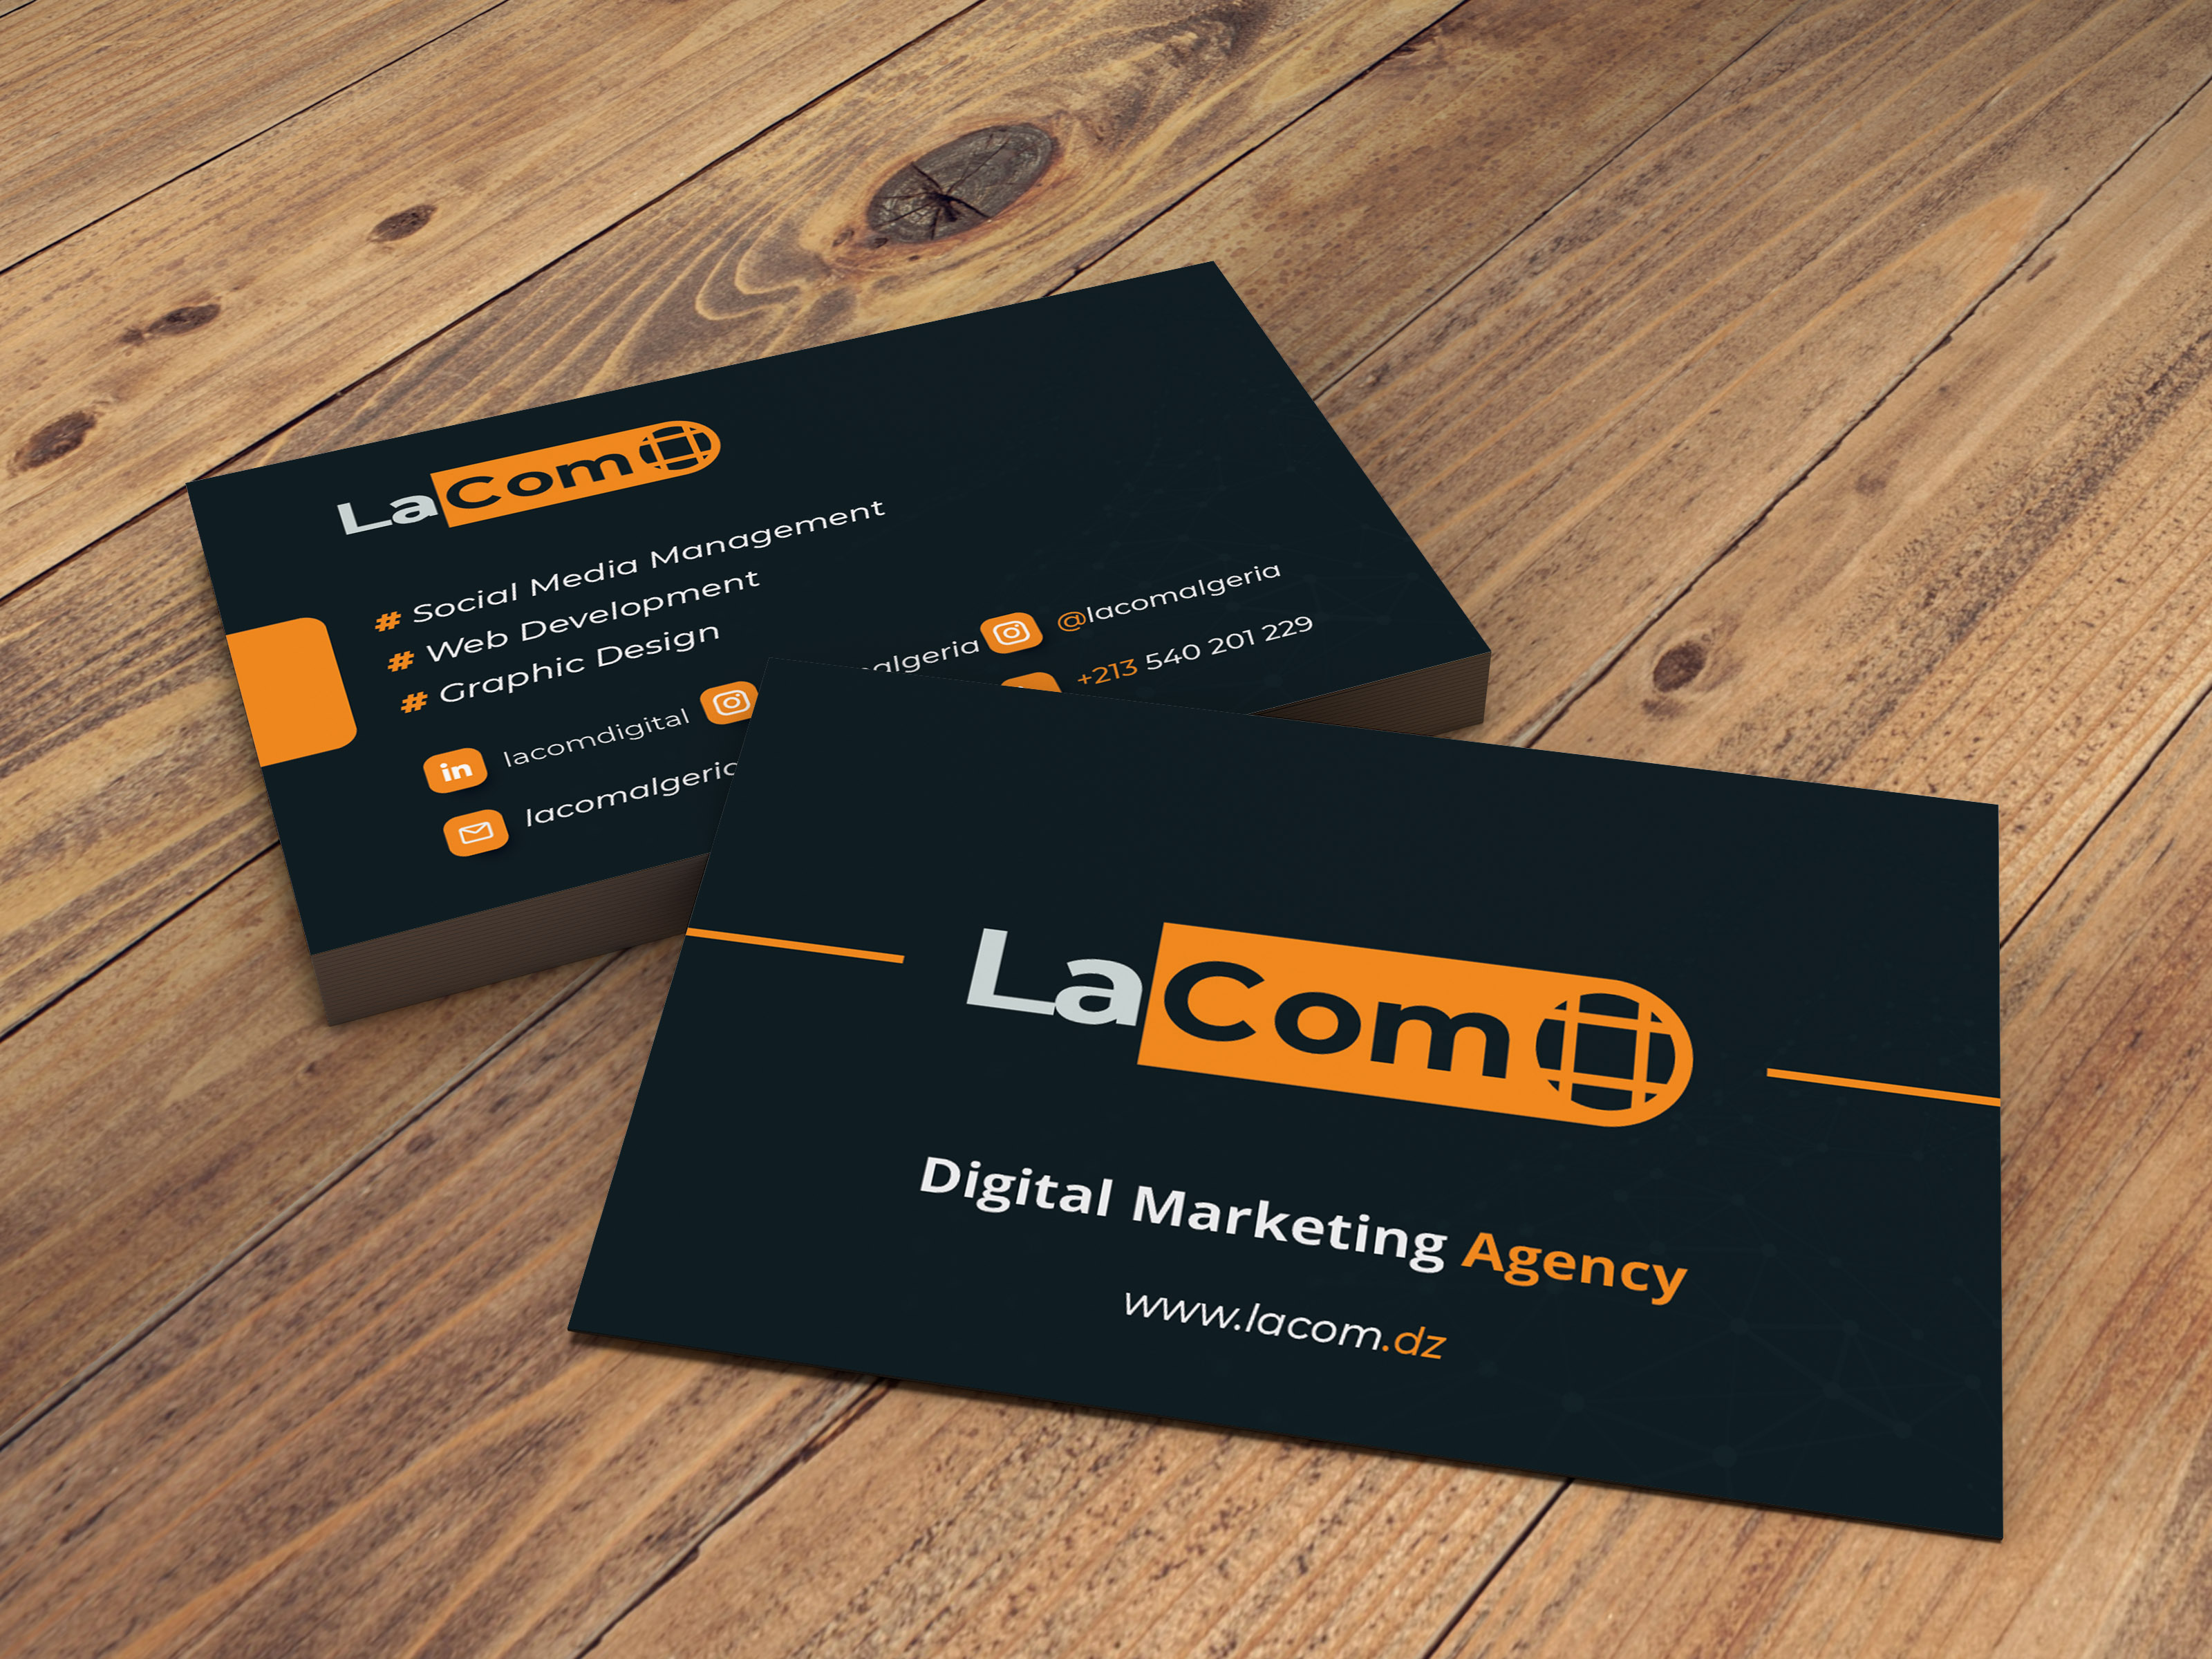 LaCom
# Social Media Management
# Web Development
# Graphic Design
in lacomdigital
@lacomalgeria
+213 540 201 229
LaCom
Digital Marketing Agency
www.lacom.dz